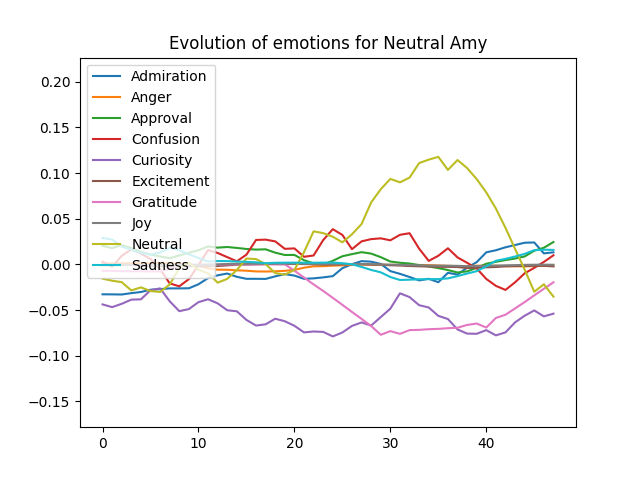 Evolution of emotions for Neutral Amy
0.20
0.15
0.10
0.05
0.00
−0.05
−0.10
−0.15
Admiration
Anger
Approval
Confusion
Curiosity
Excitement
Gratitude
Joy
Neutral
Sadness
0
10
20
30
40